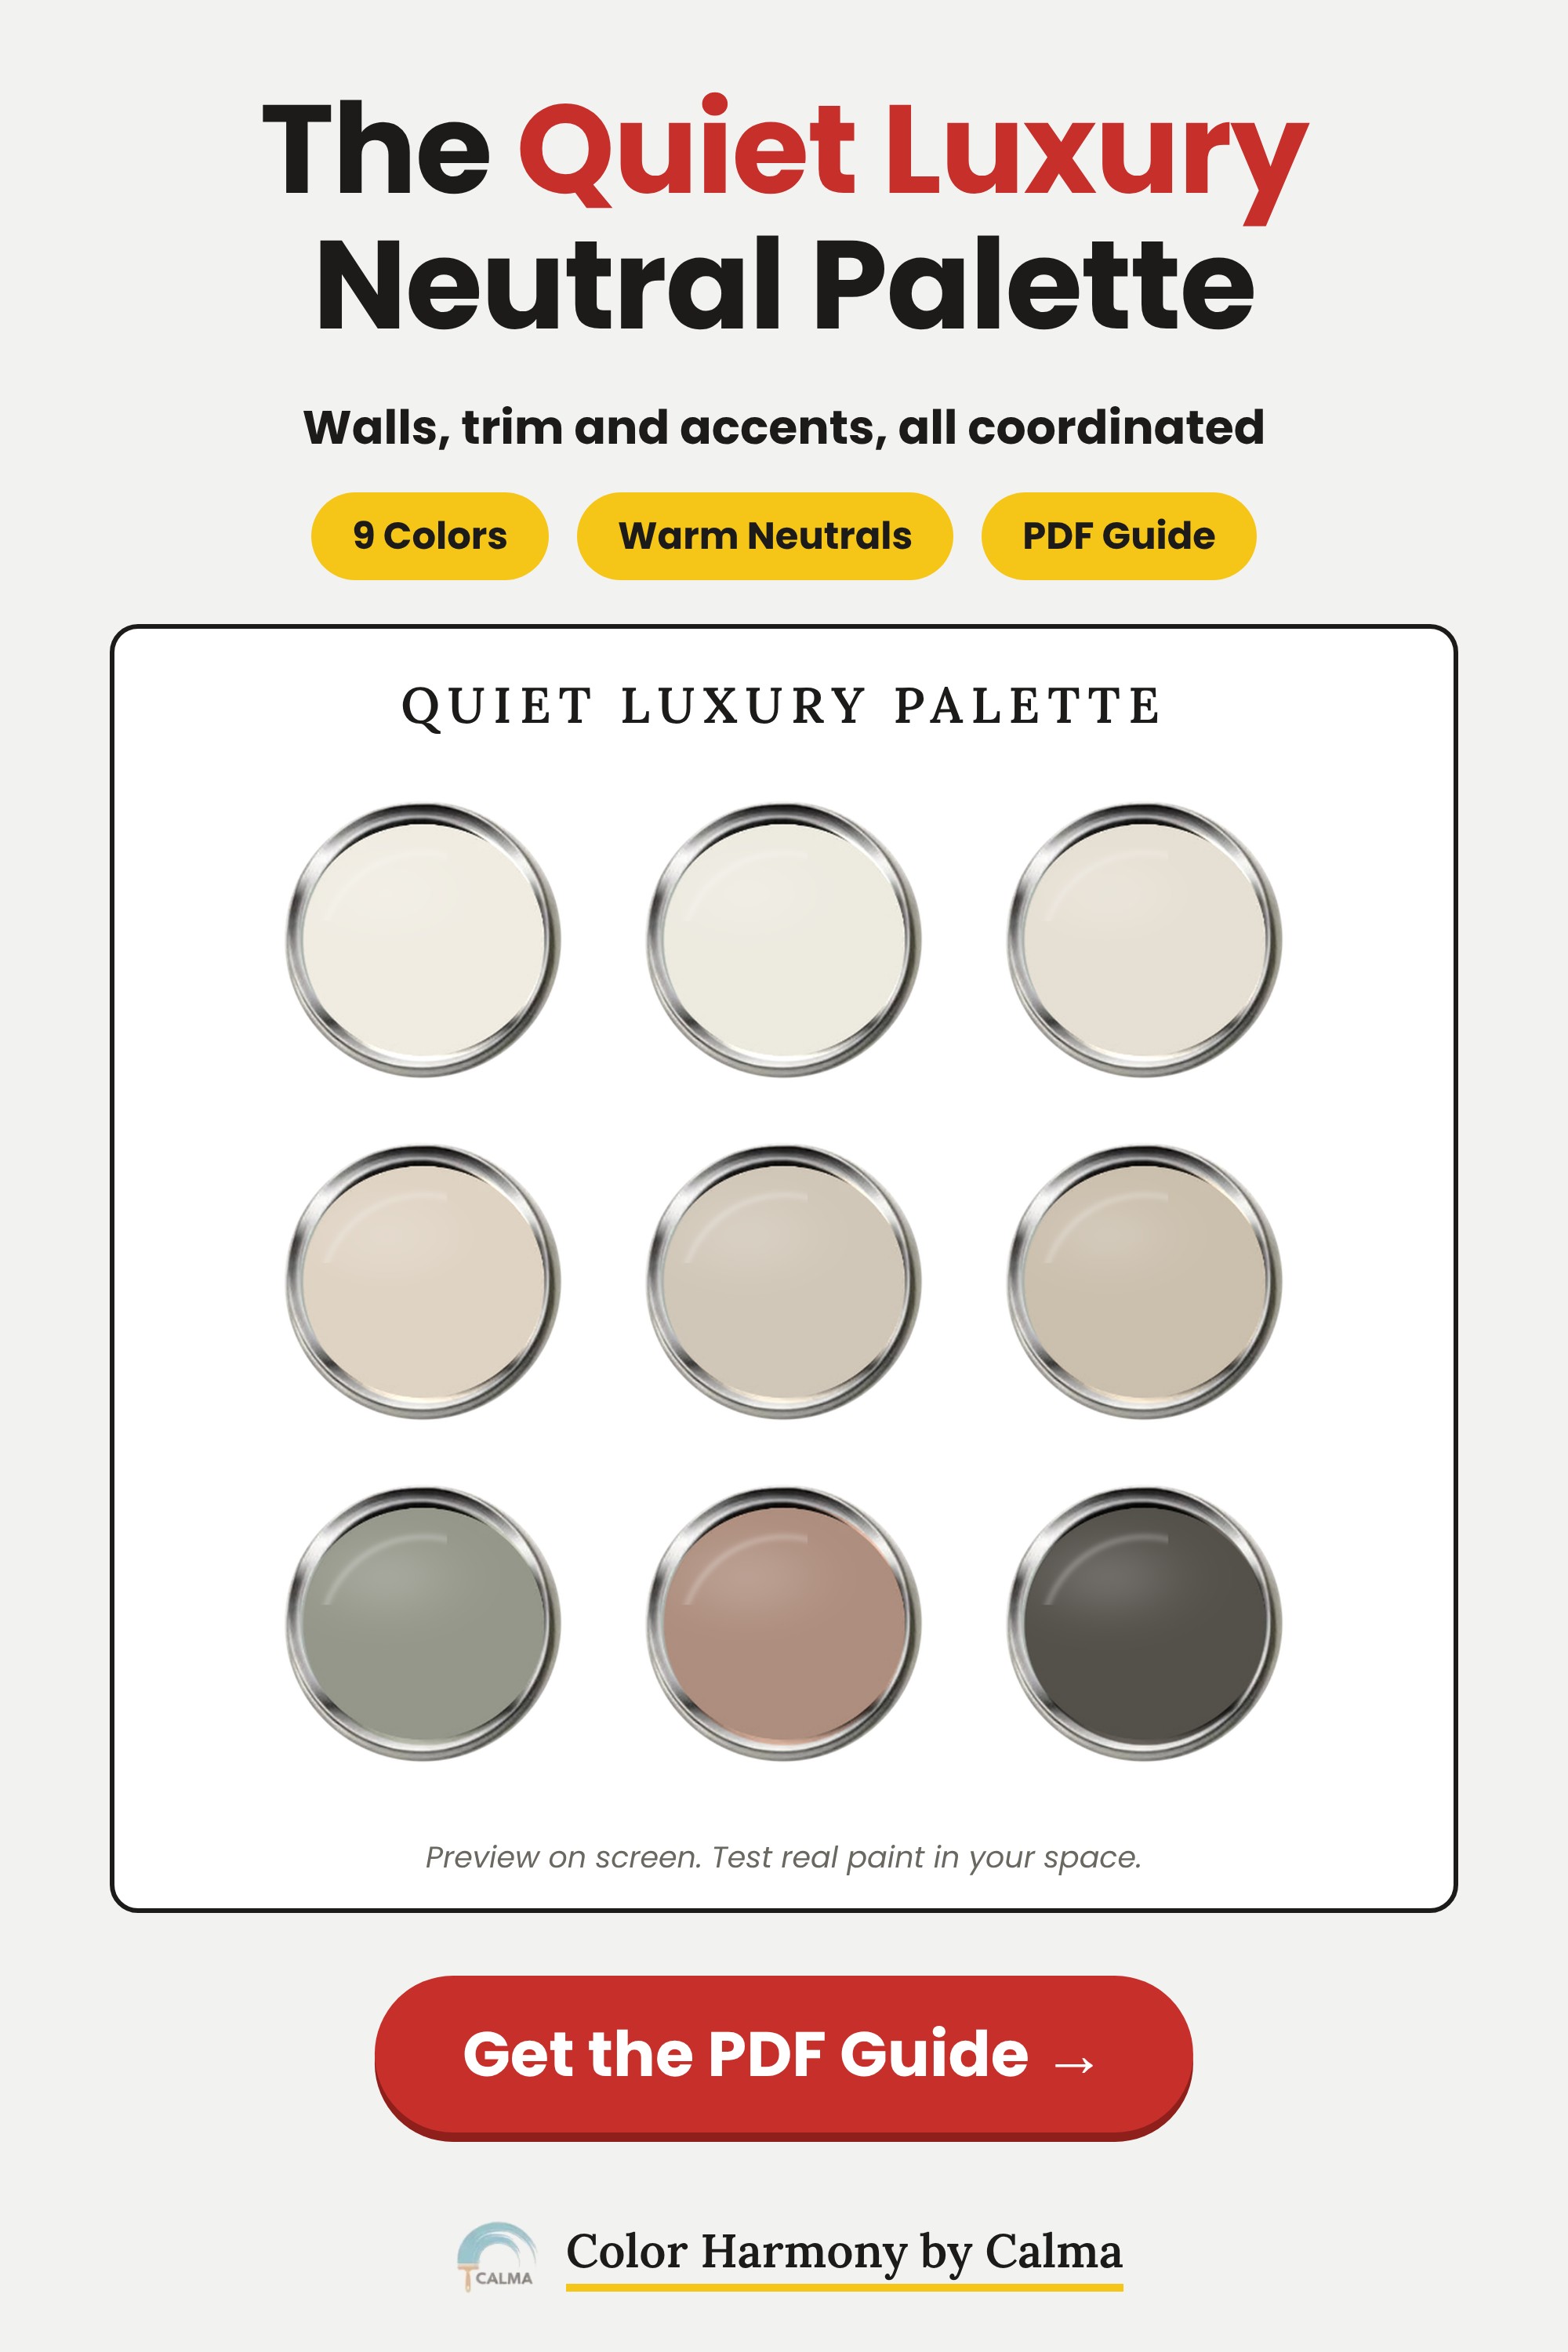 The Quiet Luxury
Neutral Palette
Walls, trim and accents, all coordinated
9 Colors
Warm Neutrals
PDF Guide
QUIET LUXURY PALETTE
Preview on screen. Test real paint in your space.
Get the PDF Guide →
CALMA
Color Harmony by Calma